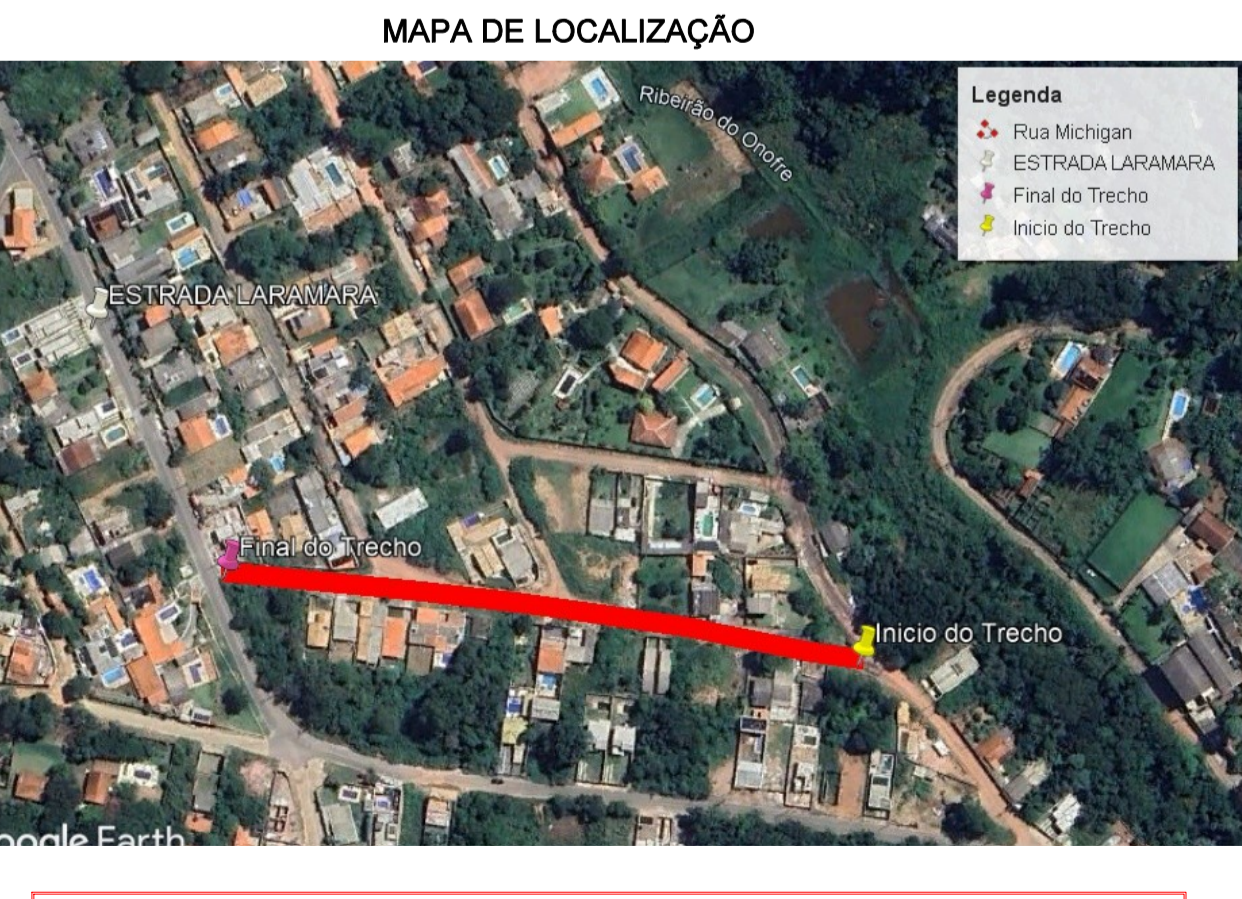 MAPA DE LOCALIZAÇÃO
Ribeirão do Onofre
Legenda
Rua Michigan
ESTRADA LARAMARA
Final do Trecho
Inicio do Trecho
ESTRADA LARAMARA
Final do Trecho
Inicio do Trecho
oogle Earth